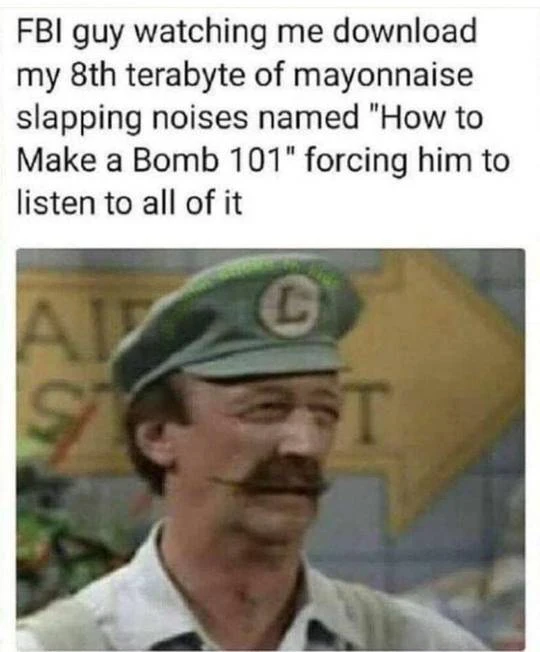 FBI guy watching me download
my 8th terabyte of mayonnaise
slapping noises named "How to
Make a Bomb 101" forcing him to
listen to all of it
L